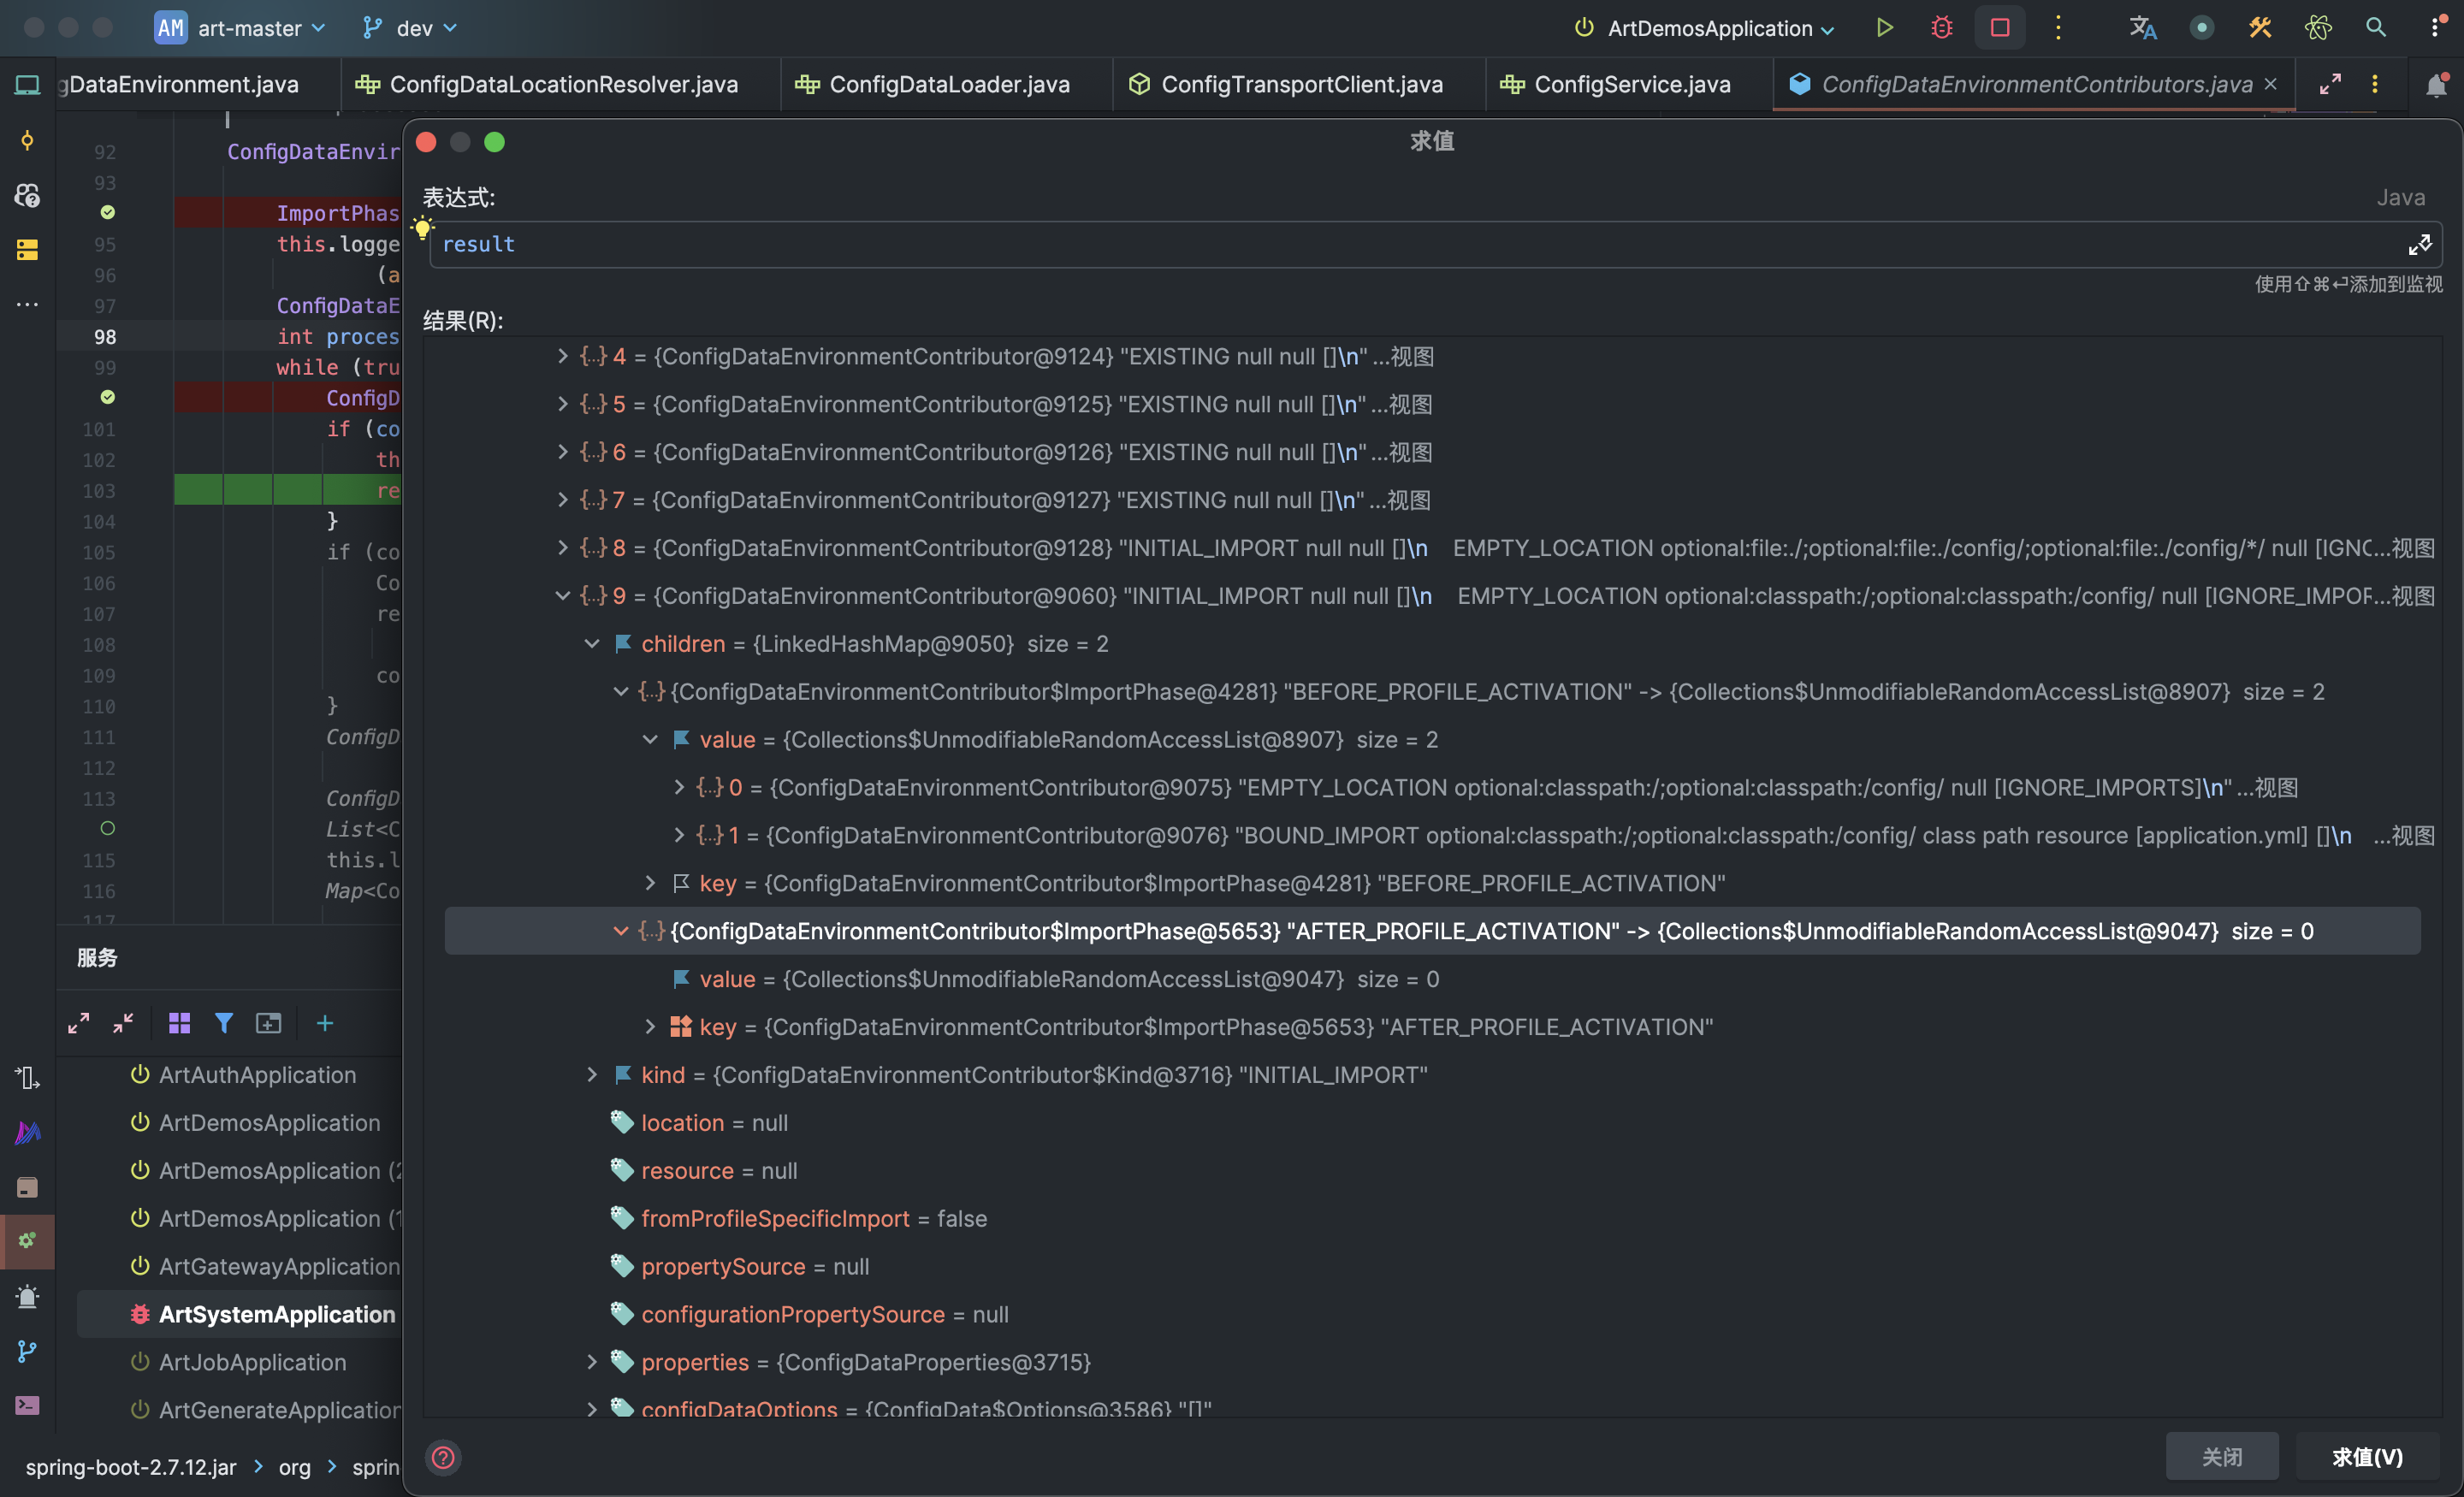 AM art-master dev ArtDemosApplication
gDataEnvironment.java ConfigDataLocationResolver.java ConfigDataLoader.java ConfigTransportClient.java ConfigService.java ConfigDataEnvironmentContributors.java
92 ConfigDataEnvir
93
ImportPhas
95 this.logge
96 (a
97 ConfigDataE
98 int proces
99 while (tru
ConfigD
101 if (co
102 th
103 re
104 }
105 if (co
106 Co
107 re
108
109 co
110 }
111 ConfigD
112
113 ConfigD
List<C
115 this.l
116 Map<Co
117
求值
表达式:
Java
result
使用⇧⌘⏎添加到监视
结果(R):
{...} 4 = {ConfigDataEnvironmentContributor@9124} "EXISTING null null []\n" ...视图
{...} 5 = {ConfigDataEnvironmentContributor@9125} "EXISTING null null []\n" ...视图
{...} 6 = {ConfigDataEnvironmentContributor@9126} "EXISTING null null []\n" ...视图
{...} 7 = {ConfigDataEnvironmentContributor@9127} "EXISTING null null []\n" ...视图
{...} 8 = {ConfigDataEnvironmentContributor@9128} "INITIAL_IMPORT null null []\n EMPTY_LOCATION optional:file:./;optional:file:./config/;optional:file:./config/*/ null [IGNO...视图
{...} 9 = {ConfigDataEnvironmentContributor@9060} "INITIAL_IMPORT null null []\n EMPTY_LOCATION optional:classpath:/;optional:classpath:/config/ null [IGNORE_IMPOR...视图
children = {LinkedHashMap@9050} size = 2
{...} {ConfigDataEnvironmentContributor$ImportPhase@4281} "BEFORE_PROFILE_ACTIVATION" -> {Collections$UnmodifiableRandomAccessList@8907} size = 2
value = {Collections$UnmodifiableRandomAccessList@8907} size = 2
{...} 0 = {ConfigDataEnvironmentContributor@9075} "EMPTY_LOCATION optional:classpath:/;optional:classpath:/config/ null [IGNORE_IMPORTS]\n" ...视图
{...} 1 = {ConfigDataEnvironmentContributor@9076} "BOUND_IMPORT optional:classpath:/;optional:classpath:/config/ class path resource [application.yml] []\n ...视图
key = {ConfigDataEnvironmentContributor$ImportPhase@4281} "BEFORE_PROFILE_ACTIVATION"
{...} {ConfigDataEnvironmentContributor$ImportPhase@5653} "AFTER_PROFILE_ACTIVATION" -> {Collections$UnmodifiableRandomAccessList@9047} size = 0
value = {Collections$UnmodifiableRandomAccessList@9047} size = 0
key = {ConfigDataEnvironmentContributor$ImportPhase@5653} "AFTER_PROFILE_ACTIVATION"
kind = {ConfigDataEnvironmentContributor$Kind@3716} "INITIAL_IMPORT"
location = null
resource = null
fromProfileSpecificImport = false
propertySource = null
configurationPropertySource = null
properties = {ConfigDataProperties@3715}
configDataOptions = {ConfigData$Options@3586} "[]"
关闭 求值(V)
服务
ArtAuthApplication
ArtDemosApplication
ArtDemosApplication (2
ArtDemosApplication (1
ArtGatewayApplication
ArtSystemApplication
ArtJobApplication
ArtGenerateApplication
spring-boot-2.7.12.jar > org > sprin